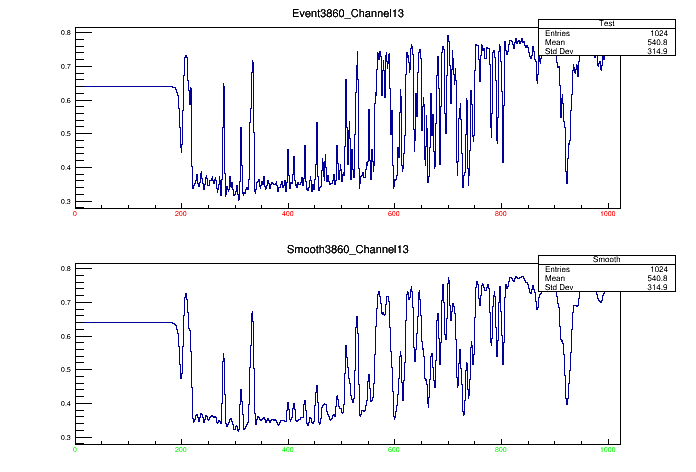 Event3860_Channel13
Test
Entries 1024
Mean 540.8
Std Dev 314.9
0.8
0.7
0.6
0.5
0.4
0.3
0 200 400 600 800 1000
Smooth3860_Channel13
Smooth
Entries 1024
Mean 540.8
Std Dev 314.9
0.8
0.7
0.6
0.5
0.4
0.3
0 200 400 600 800 1000